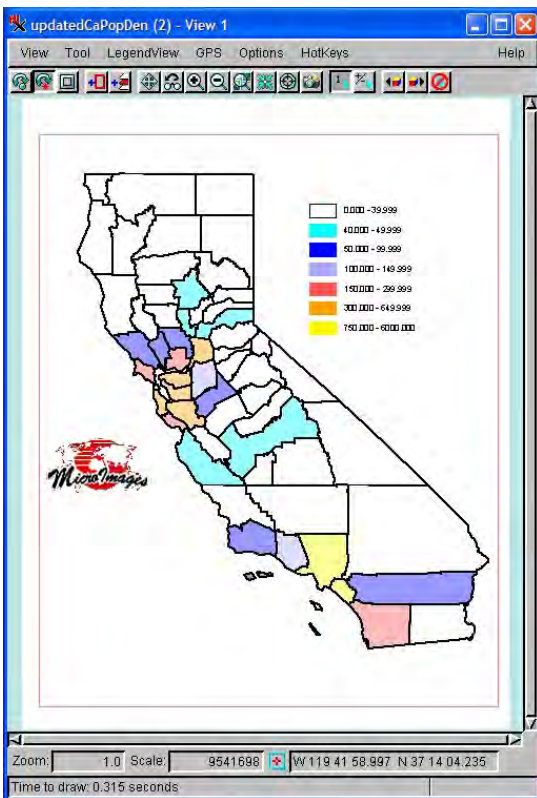 updatedCaPopDen (2) - View 1
View Tool LegendView GPS Options HotKeys Help
0.000 - 39.999
40.000 - 49.999
50.000 - 99.999
100.000 - 149.999
150.000 - 299.999
300.000 - 649.999
750.000 - 6000.000
MicroImages
Zoom: 1.0 Scale: 9541698 W 119 41 58.997 N 37 14 04.235
Time to draw: 0.315 seconds